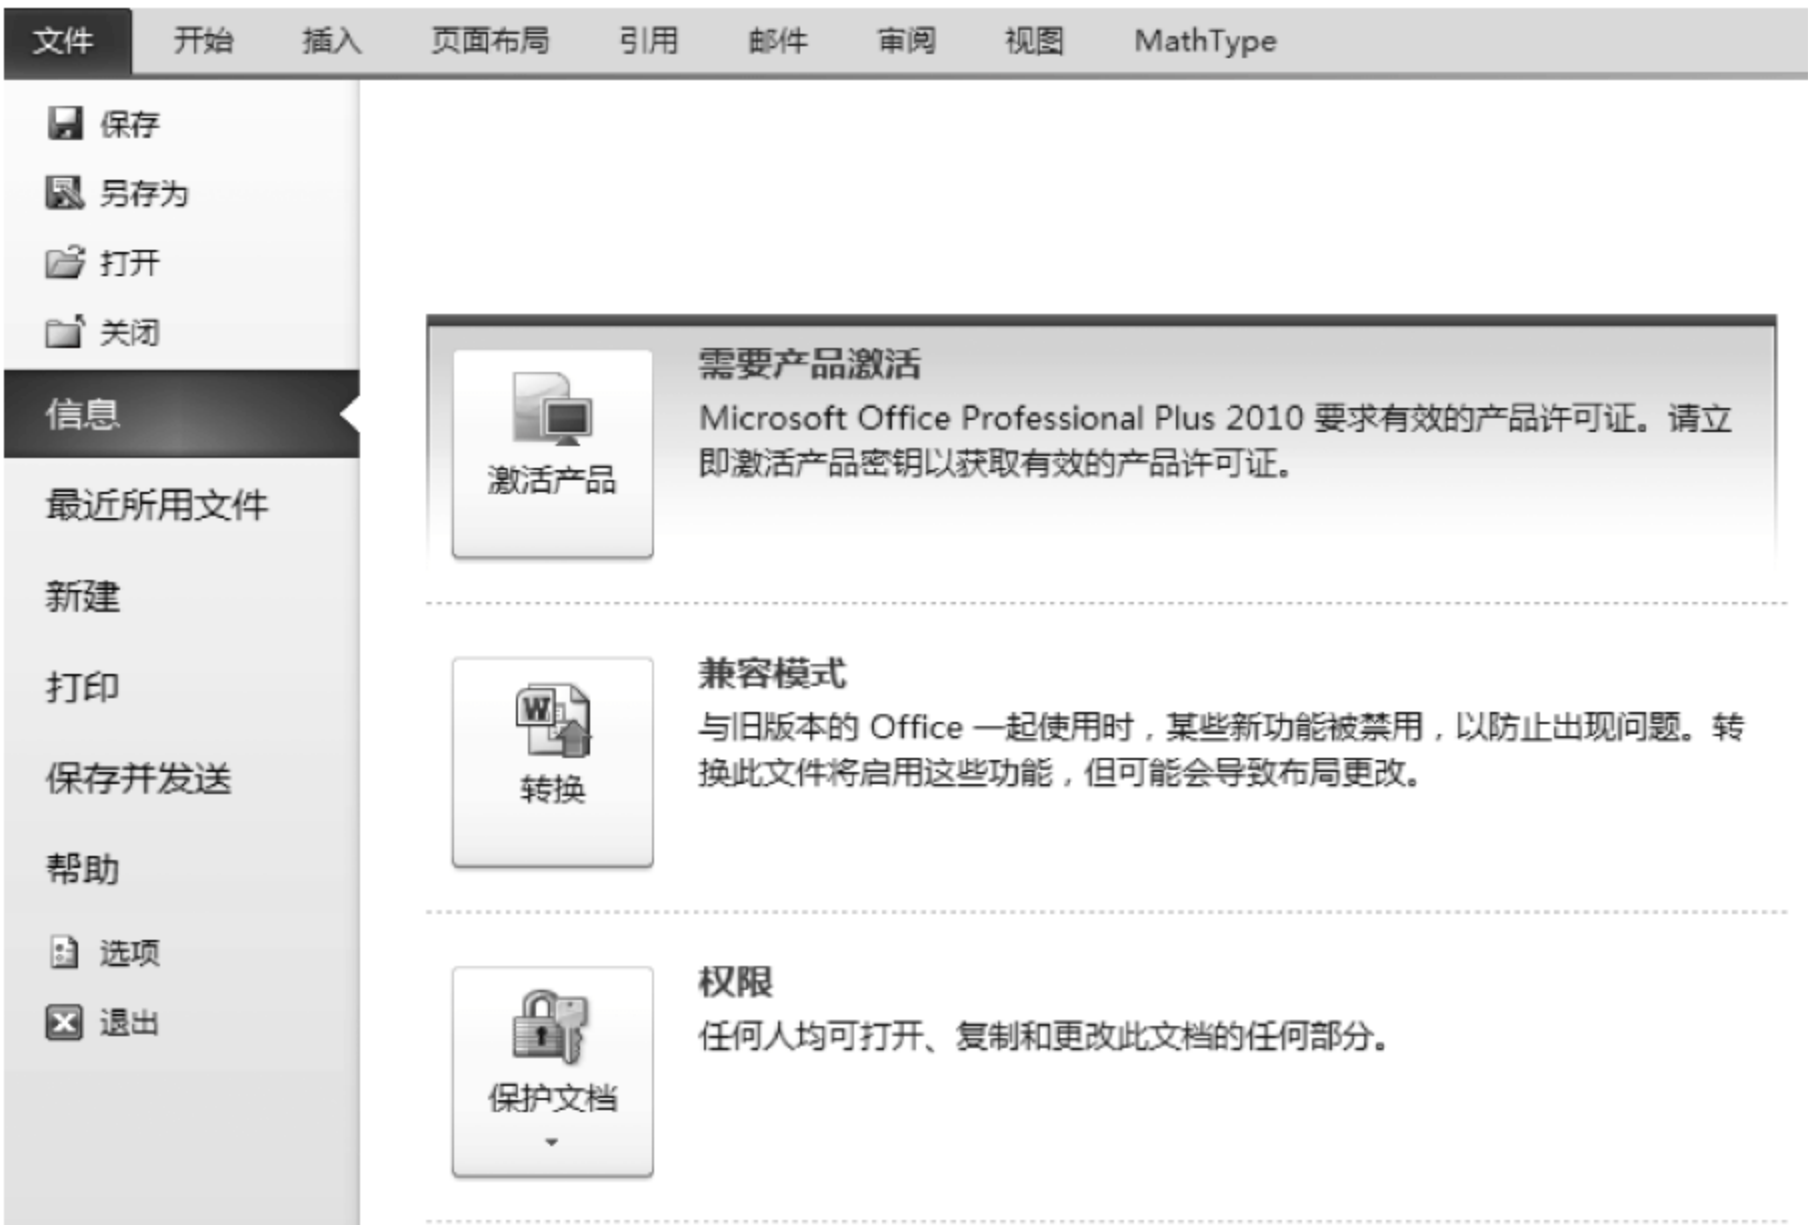 文件 开始 插入 页面布局 引用 邮件 审阅 视图 MathType
保存
另存为
打开
关闭
信息
最近所用文件
新建
打印
保存并发送
帮助
选项
退出
激活产品
需要产品激活
Microsoft Office Professional Plus 2010 要求有效的产品许可证。请立
即激活产品密钥以获取有效的产品许可证。
转换
兼容模式
与旧版本的 Office 一起使用时，某些新功能被禁用，以防止出现问题。转
换此文件将启用这些功能，但可能会导致布局更改。
保护文档
权限
任何人均可打开、复制和更改此文档的任何部分。